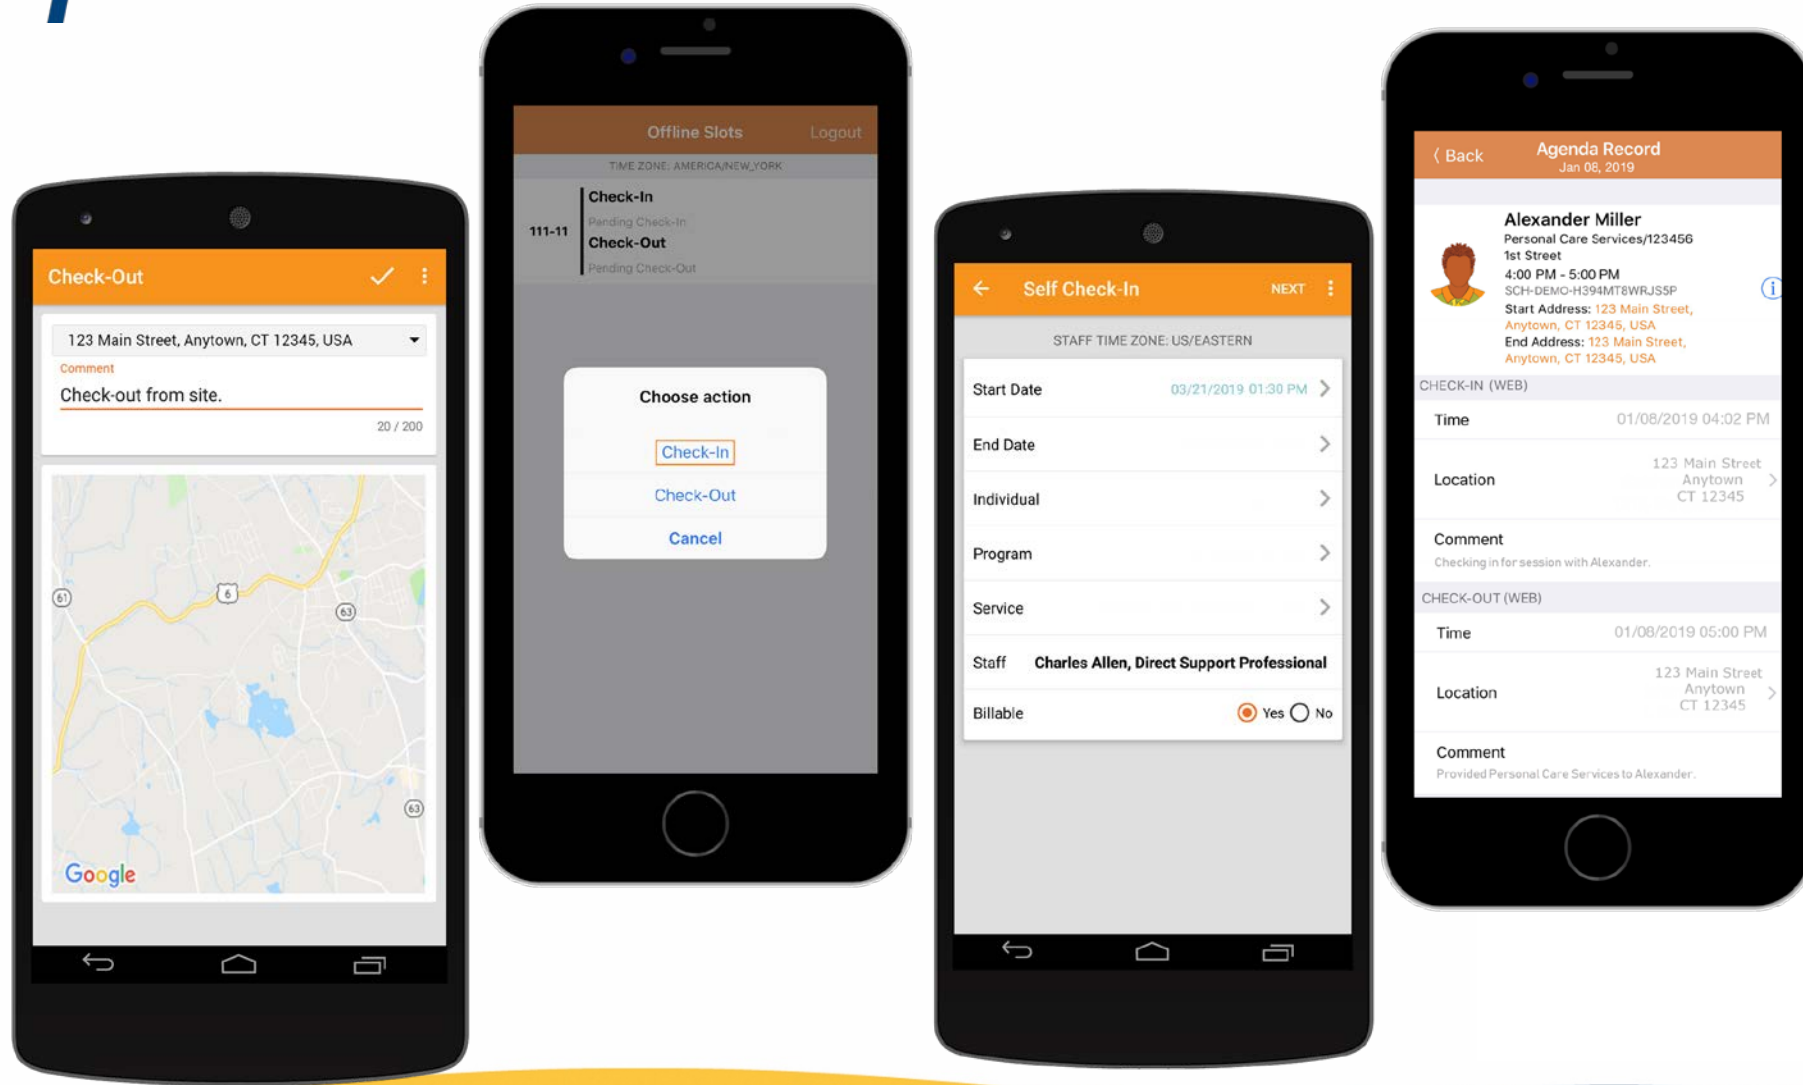 Check-Out
123 Main Street, Anytown, CT 12345, USA
Comment
Check-out from site.
20 / 200
61
6
63
63
Google
Offline Slots
Logout
TIME ZONE: AMERICA/NEW_YORK
111-11
Check-In
Pending Check-In
Check-Out
Pending Check-Out
Choose action
Check-In
Check-Out
Cancel
Self Check-In
NEXT
STAFF TIME ZONE: US/EASTERN
Start Date 03/21/2019 01:30 PM
End Date
Individual
Program
Service
Staff Charles Allen, Direct Support Professional
Billable Yes No
Back
Agenda Record
Jan 08, 2019
Alexander Miller
Personal Care Services/123456
1st Street
4:00 PM - 5:00 PM
SCH-DEMO-H394MT8WRJS5P
Start Address: 123 Main Street,
Anytown, CT 12345, USA
End Address: 123 Main Street,
Anytown, CT 12345, USA
CHECK-IN (WEB)
Time 01/08/2019 04:02 PM
Location
123 Main Street
Anytown
CT 12345
Comment
Checking in for session with Alexander.
CHECK-OUT (WEB)
Time 01/08/2019 05:00 PM
Location
123 Main Street
Anytown
CT 12345
Comment
Provided Personal Care Services to Alexander.